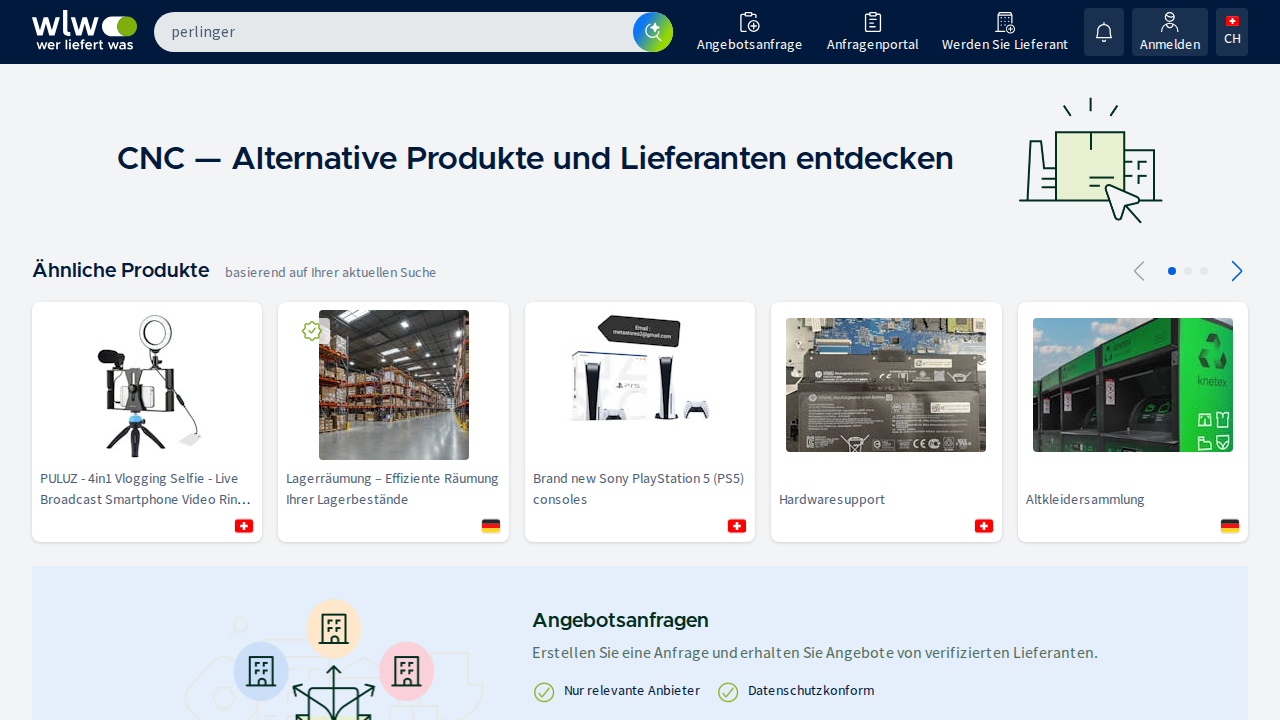 wlw
wer liefert was
perlinger
Angebotsanfrage
Anfragenportal
Werden Sie Lieferant
Anmelden
CH
CNC — Alternative Produkte und Lieferanten entdecken
Ähnliche Produkte
basierend auf Ihrer aktuellen Suche
Email :
PS5
knetex
knetex
PULUZ - 4in1 Vlogging Selfie - Live
Broadcast Smartphone Video Rin...
Lagerräumung – Effiziente Räumung
Ihrer Lagerbestände
Brand new Sony PlayStation 5 (PS5)
consoles
Hardwaresupport
Altkleidersammlung
Angebotsanfragen
Erstellen Sie eine Anfrage und erhalten Sie Angebote von verifizierten Lieferanten.
Nur relevante Anbieter
Datenschutzkonform